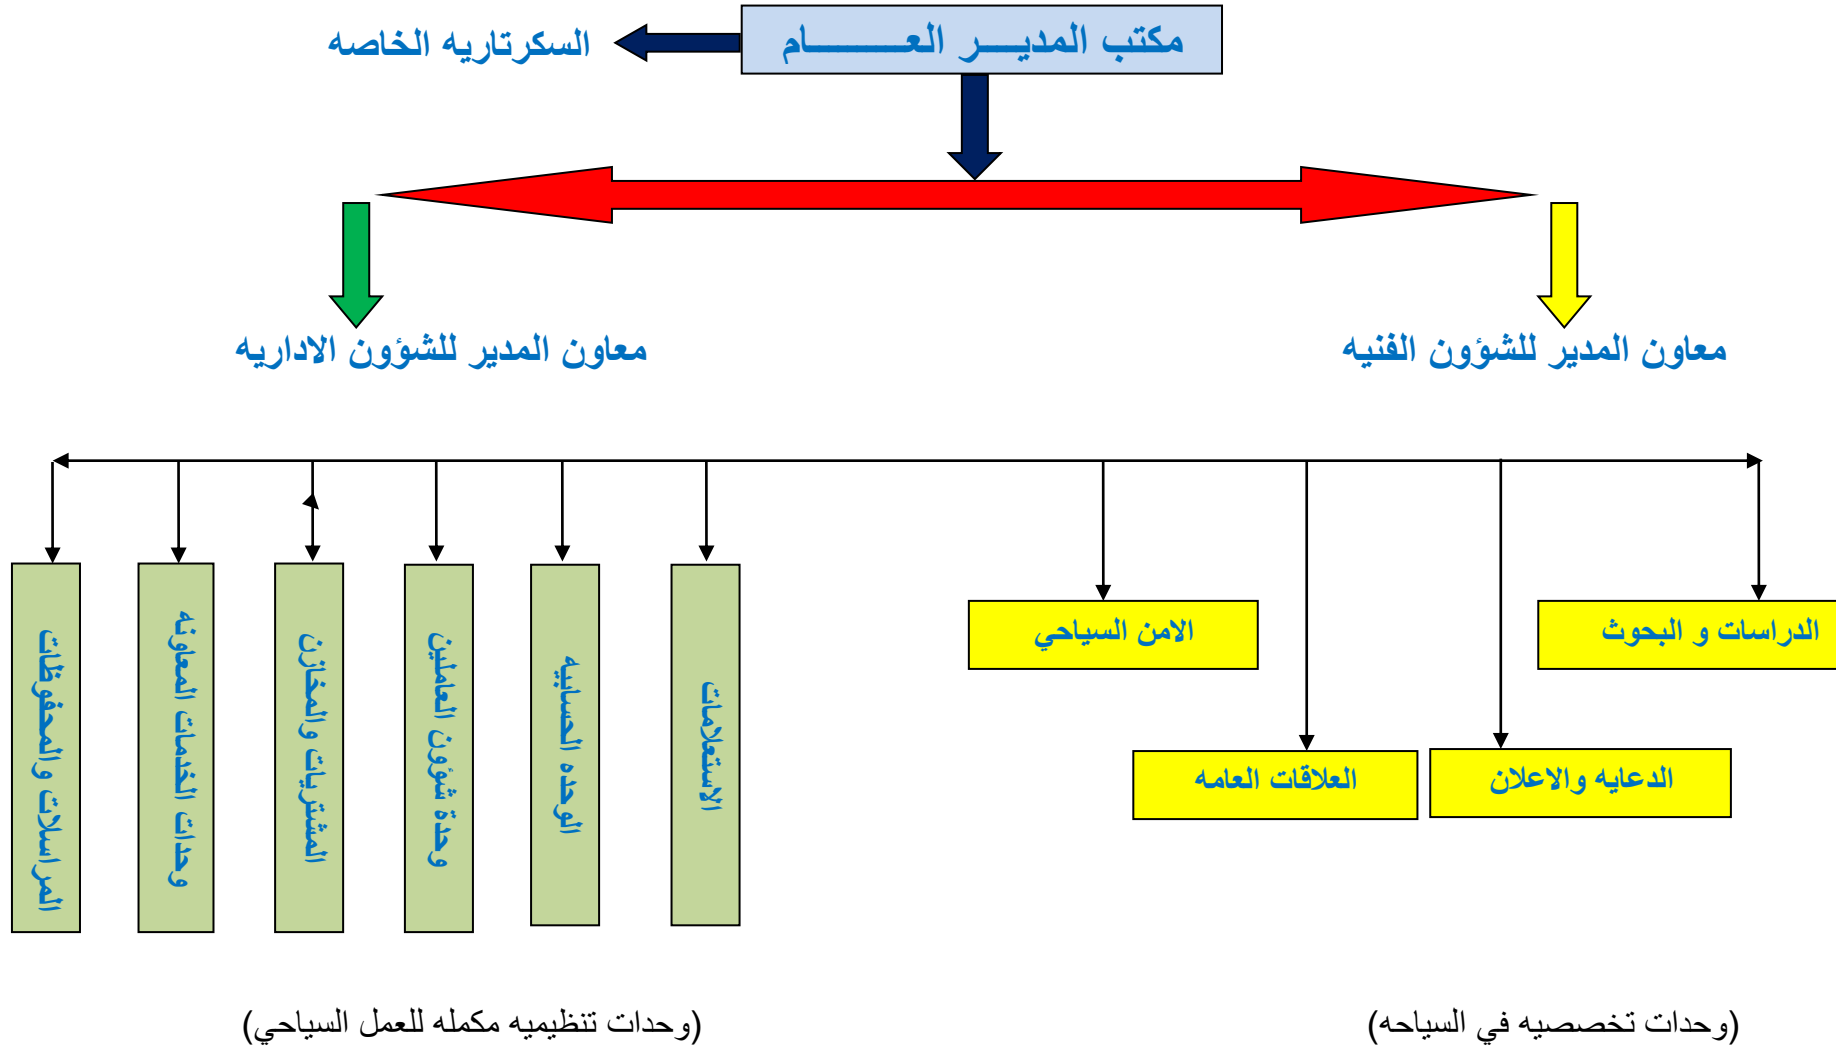 مكتب المديـــر العــــــــام
السكرتاريه الخاصه
معاون المدير للشؤون الفنيه
معاون المدير للشؤون الاداريه
الدراسات و البحوث
الامن السياحي
الدعايه والاعلان
العلاقات العامه
الإستعلامات
الوحده الحسابيه
وحدة شؤون العاملين
المشتريات والمخازن
وحدات الخدمات المعاونه
المراسلات والمحفوظات
(وحدات تخصصيه في السياحه)
(وحدات تنظيميه مكمله للعمل السياحي)